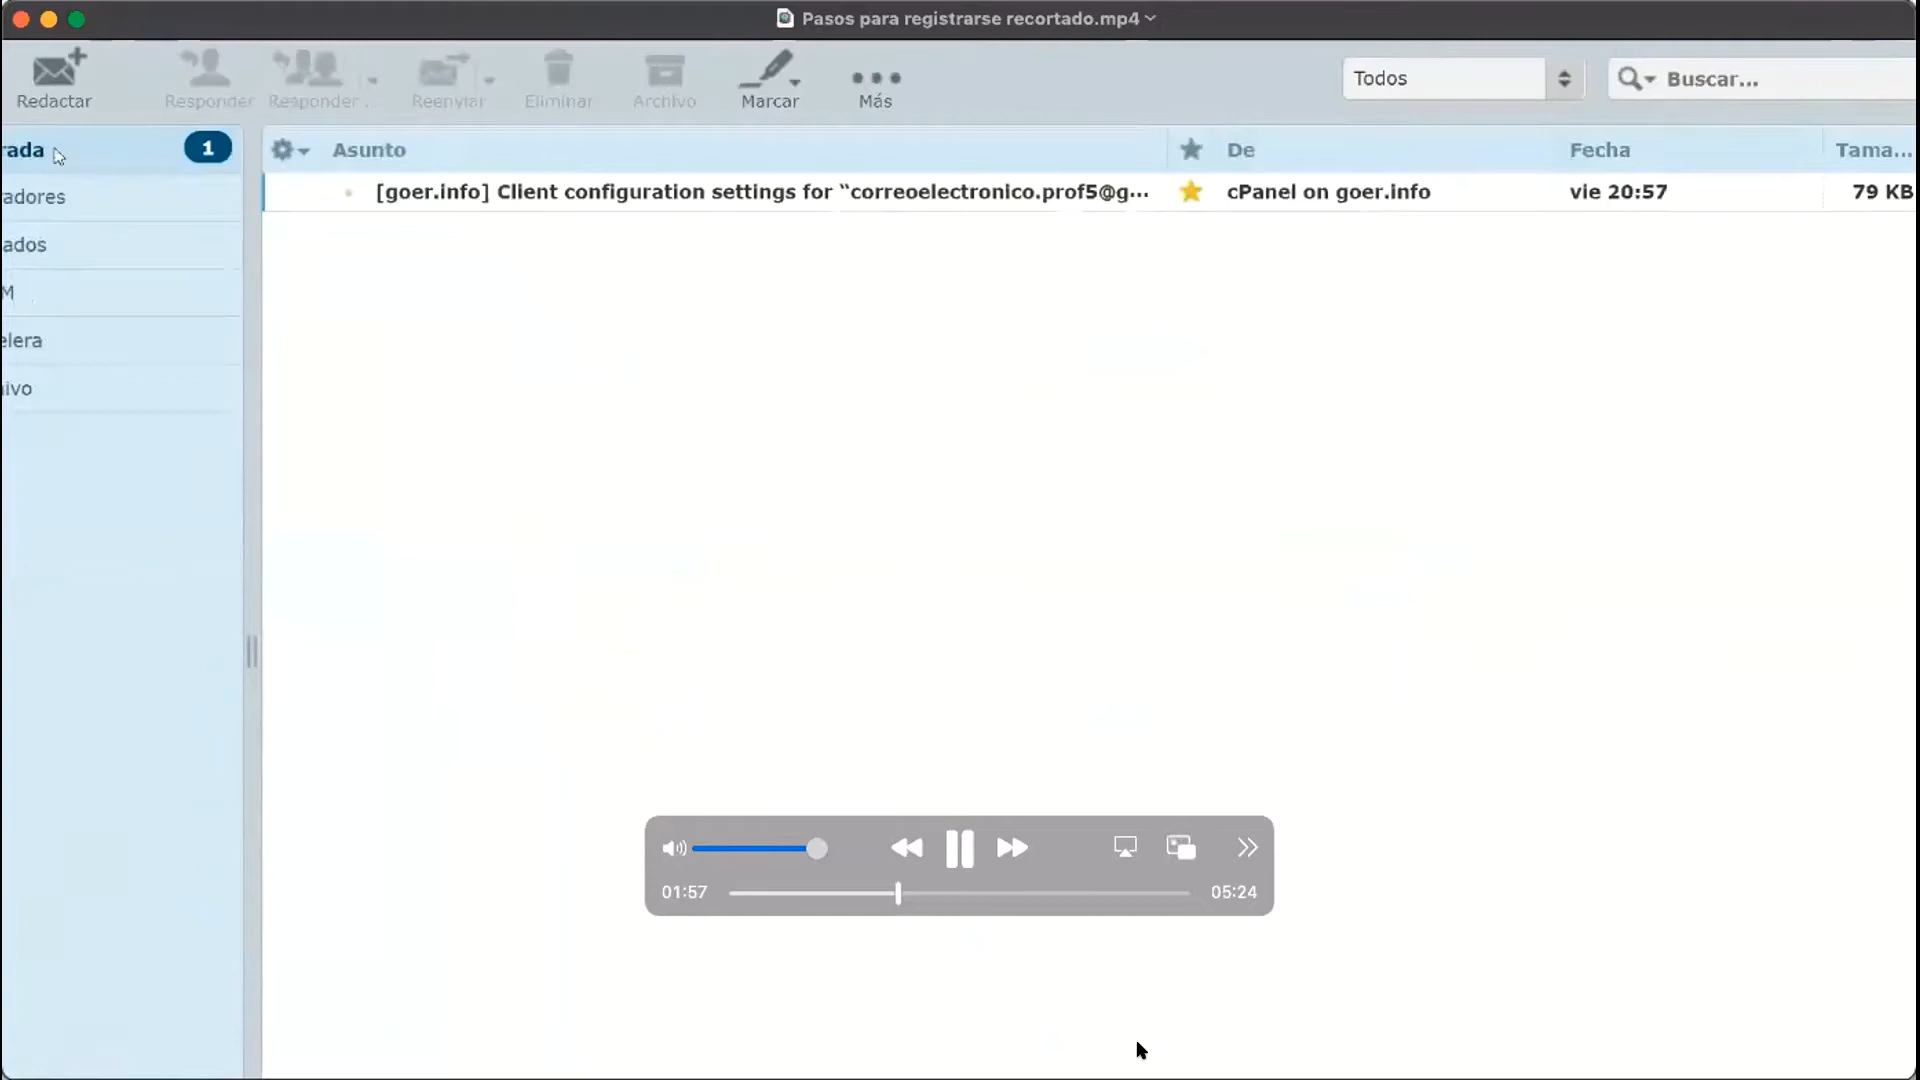 Pasos para registrarse recortado.mp4
Redactar
Responder
Responder ...
Reenviar
Eliminar
Archivo
Marcar
Más
Todos
Buscar...
rada
1
adores
ados
M
elera
ivo
Asunto
De
Fecha
Tama...
[goer.info] Client configuration settings for “correoelectronico.prof5@g...
cPanel on goer.info
vie 20:57
79 KB
01:57
05:24